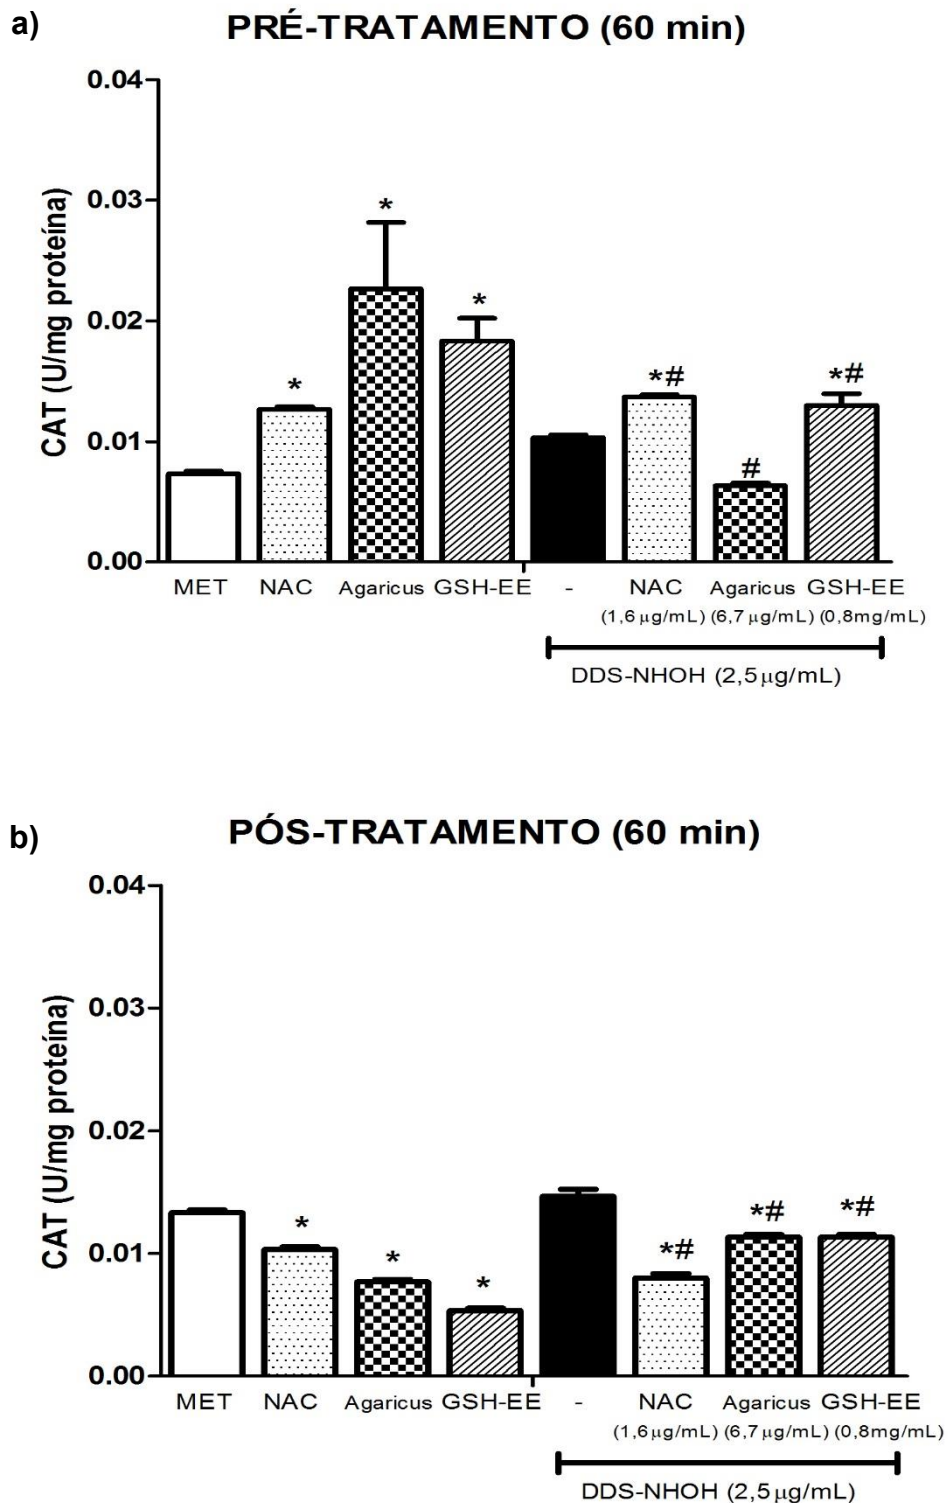 a)
PRÉ-TRATAMENTO (60 min)
CAT (U/mg proteína)
0.04
0.03
0.02
0.01
0.00
*
*
*
*#
#
*#
MET NAC Agaricus GSH-EE - NAC Agaricus GSH-EE
(1,6 µg/mL) (6,7 µg/mL) (0,8mg/mL)
DDS-NHOH (2,5µg/mL)
b)
PÓS-TRATAMENTO (60 min)
CAT (U/mg proteína)
0.04
0.03
0.02
0.01
0.00
*
*
*
*#
*#
*#
MET NAC Agaricus GSH-EE - NAC Agaricus GSH-EE
(1,6 µg/mL) (6,7 µg/mL) (0,8mg/mL)
DDS-NHOH (2,5µg/mL)